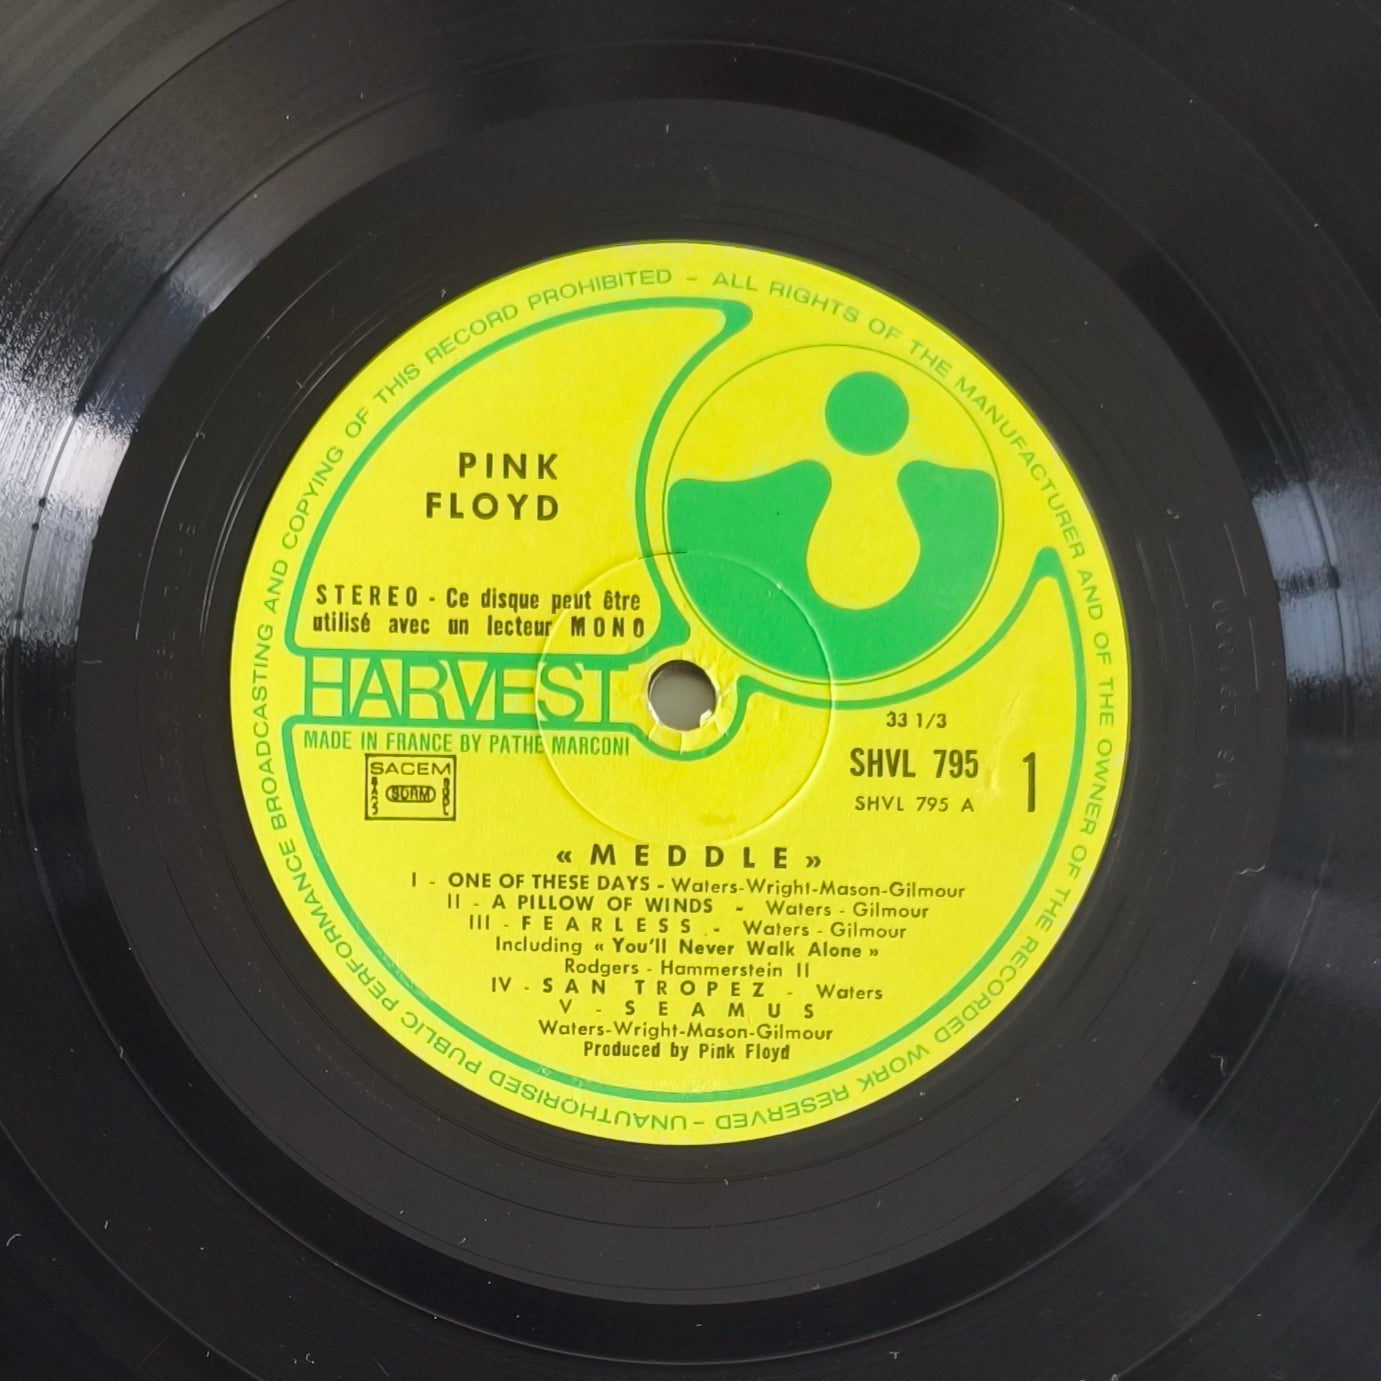 UNAUTHORISED PUBLIC PERFORMANCE BROADCASTING AND COPYING OF THIS RECORD PROHIBITED - ALL RIGHTS OF THE MANUFACTURER AND OF THE OWNER OF THE RECORDED WORK RESERVED -
PINK
FLOYD
STEREO - Ce disque peut être
utilisé avec un lecteur MONO
HARVEST
MADE IN FRANCE BY PATHE MARCONI
SACEM
SDRM
33 1/3
SHVL 795
SHVL 795 A
1
« MEDDLE »
I - ONE OF THESE DAYS - Waters-Wright-Mason-Gilmour
II - A PILLOW OF WINDS - Waters - Gilmour
III - FEARLESS - Waters - Gilmour
Including « You'll Never Walk Alone »
Rodgers - Hammerstein II
IV - SAN TROPEZ - Waters
V - SEAMUS
Waters-Wright-Mason-Gilmour
Produced by Pink Floyd